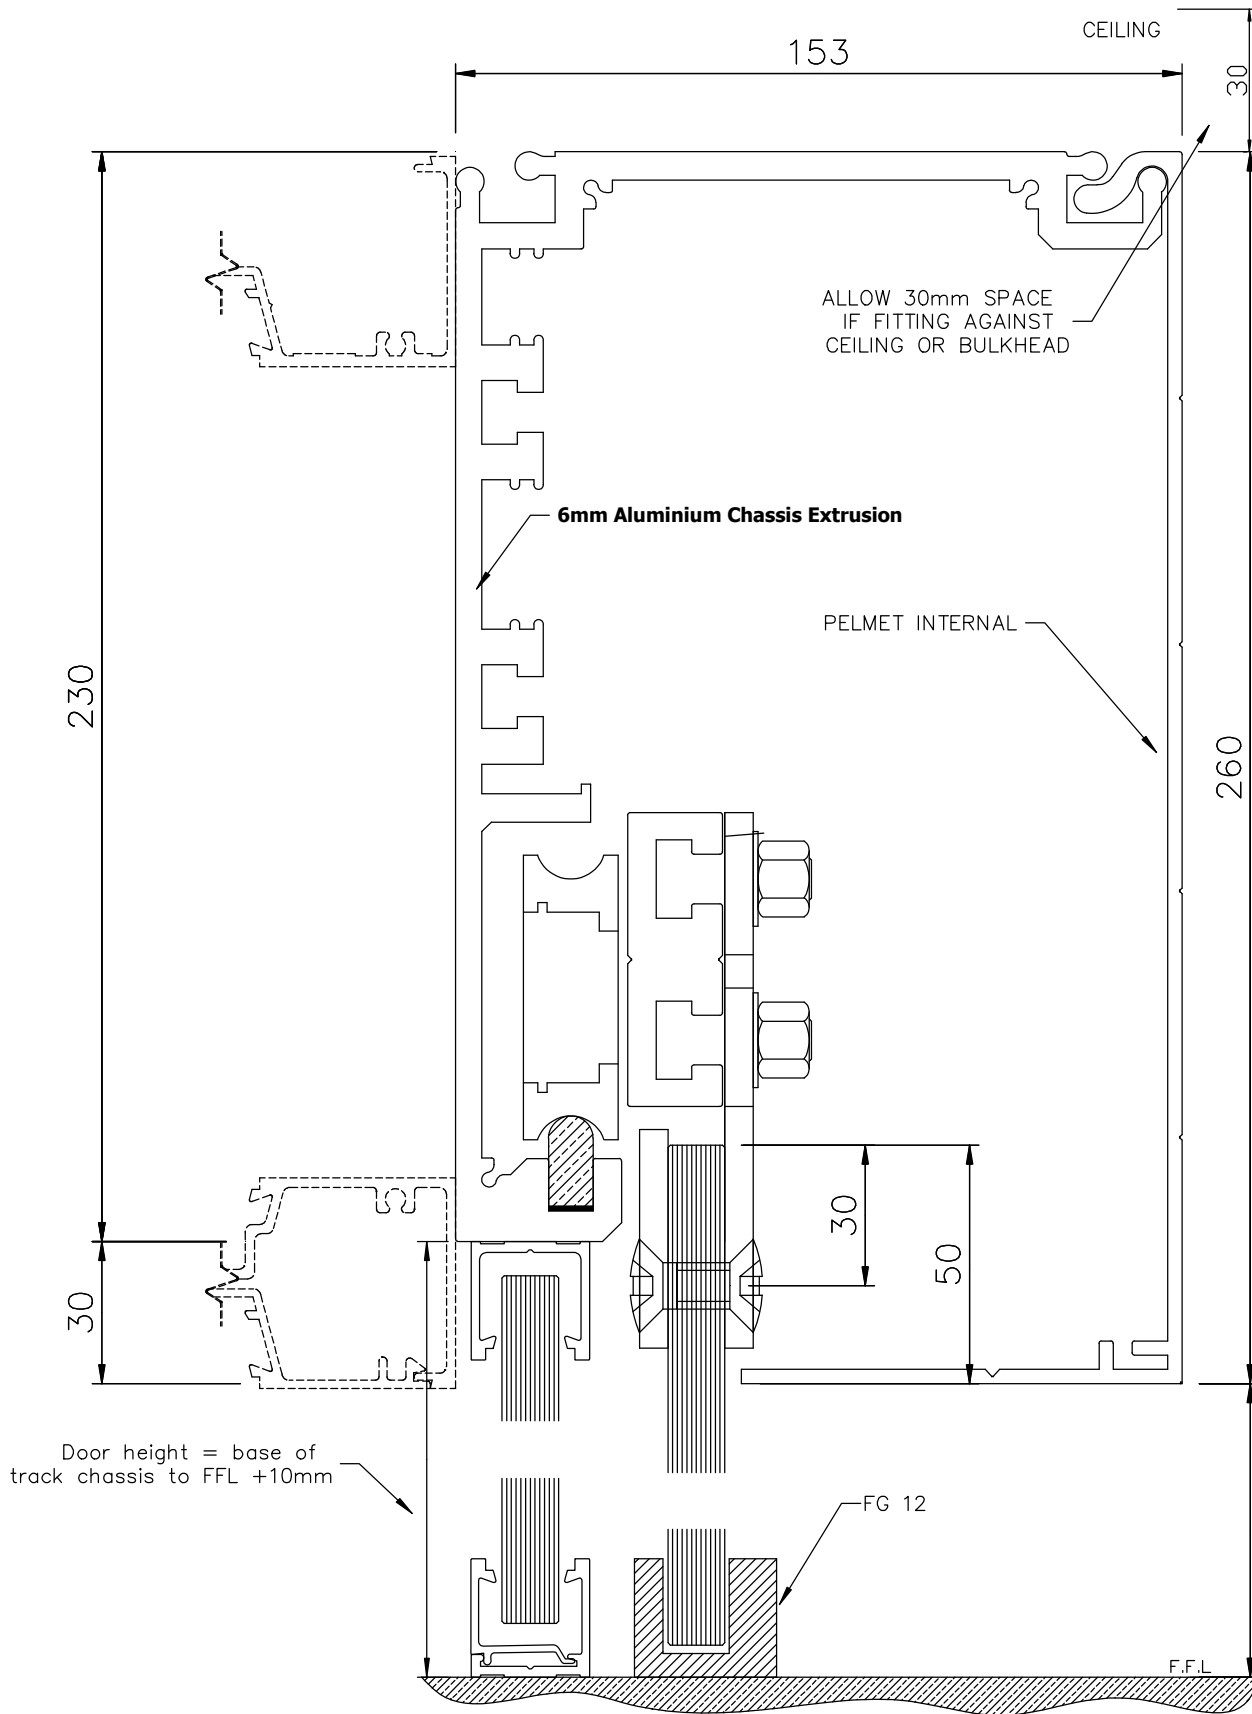 CEILING
153
30
ALLOW 30mm SPACE
IF FITTING AGAINST
CEILING OR BULKHEAD
6mm Aluminium Chassis Extrusion
PELMET INTERNAL
230
260
30
50
30
Door height = base of
track chassis to FFL +10mm
FG 12
F.F.L